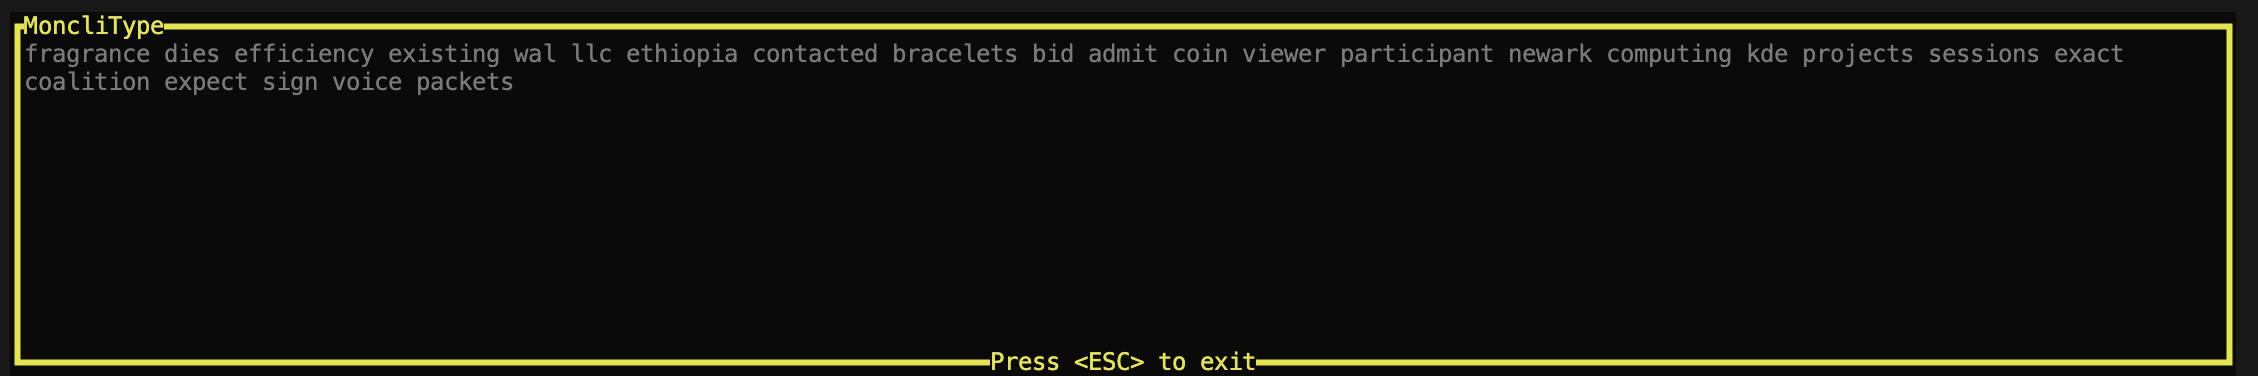 MoncliType
fragrance dies efficiency existing wal llc ethiopia contacted bracelets bid admit coin viewer participant newark computing kde projects sessions exact
coalition expect sign voice packets
Press <ESC> to exit